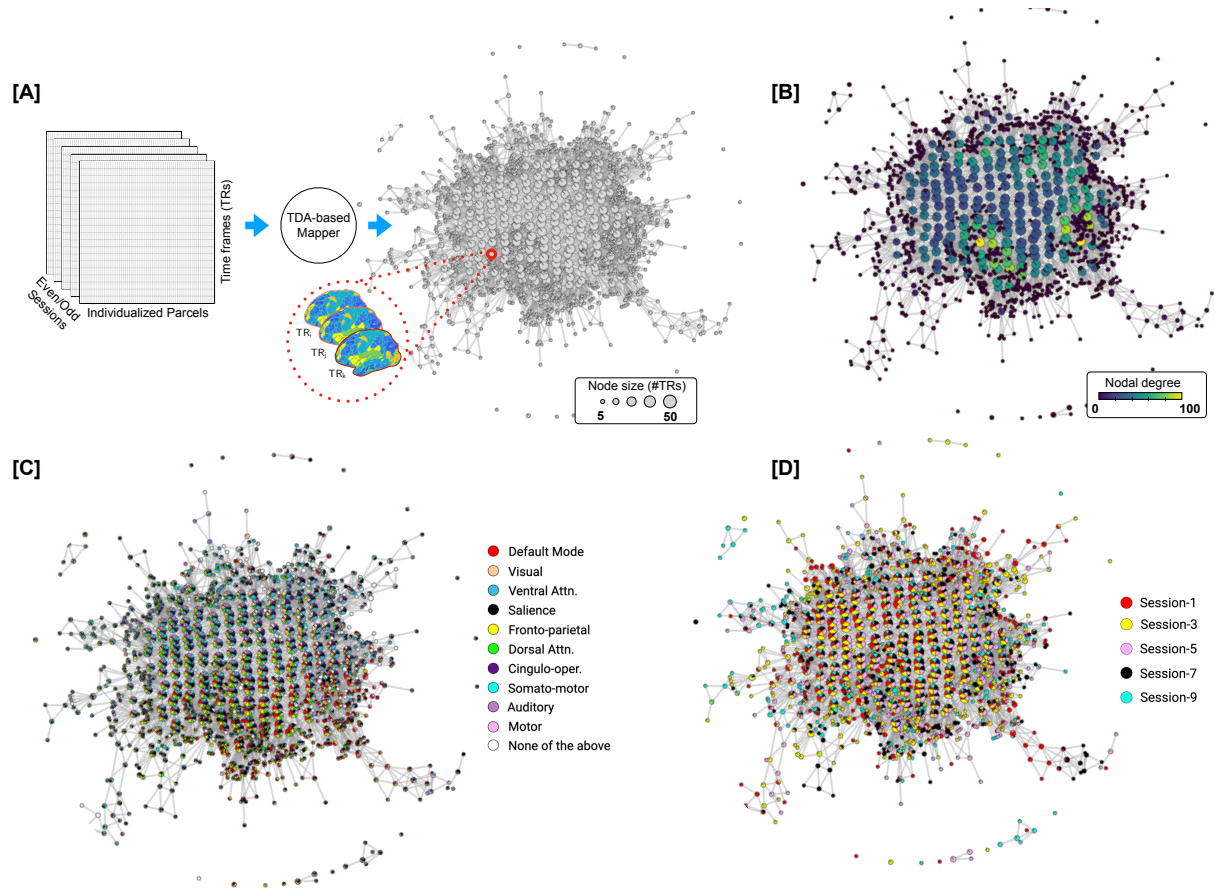 [A]
Even/Odd
Sessions
Individualized Parcels
Time frames (TRs)
TDA-based
Mapper
TRᵢ
TRⱼ
TRₖ
Node size (#TRs)
5 50
[B]
Nodal degree
0 100
[C]
Default Mode
Visual
Ventral Attn.
Salience
Fronto-parietal
Dorsal Attn.
Cingulo-oper.
Somato-motor
Auditory
Motor
None of the above
[D]
Session-1
Session-3
Session-5
Session-7
Session-9